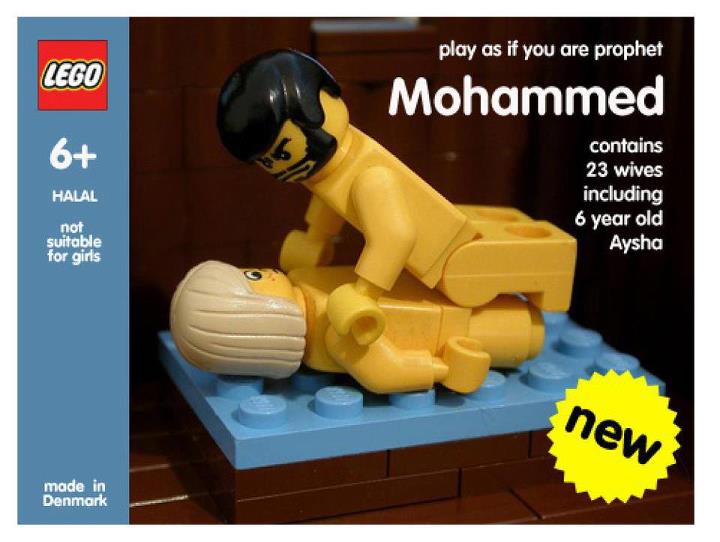 LEGO
6+
HALAL
not
suitable
for girls
made in
Denmark
play as if you are prophet
Mohammed
contains
23 wives
including
6 year old
Aysha
new